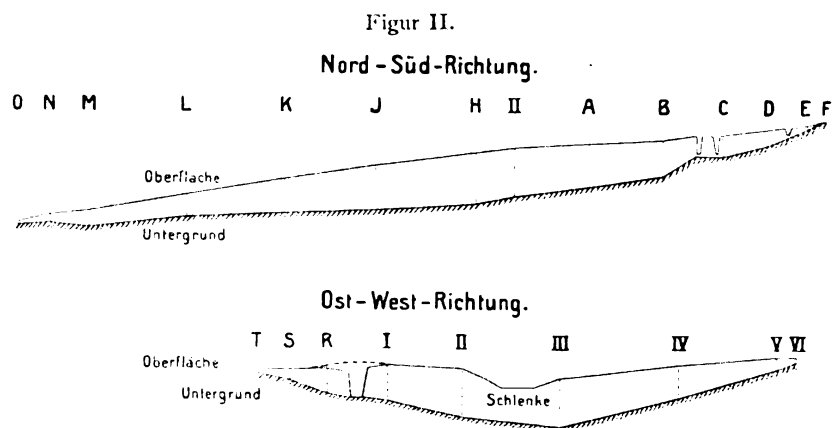 Figur II.
Nord-Süd-Richtung.
O N M L K J H II A B C D E F
Oberfläche
Untergrund
Ost-West-Richtung.
T S R I II III IV V VI
Oberfläche
Untergrund
Schlenke